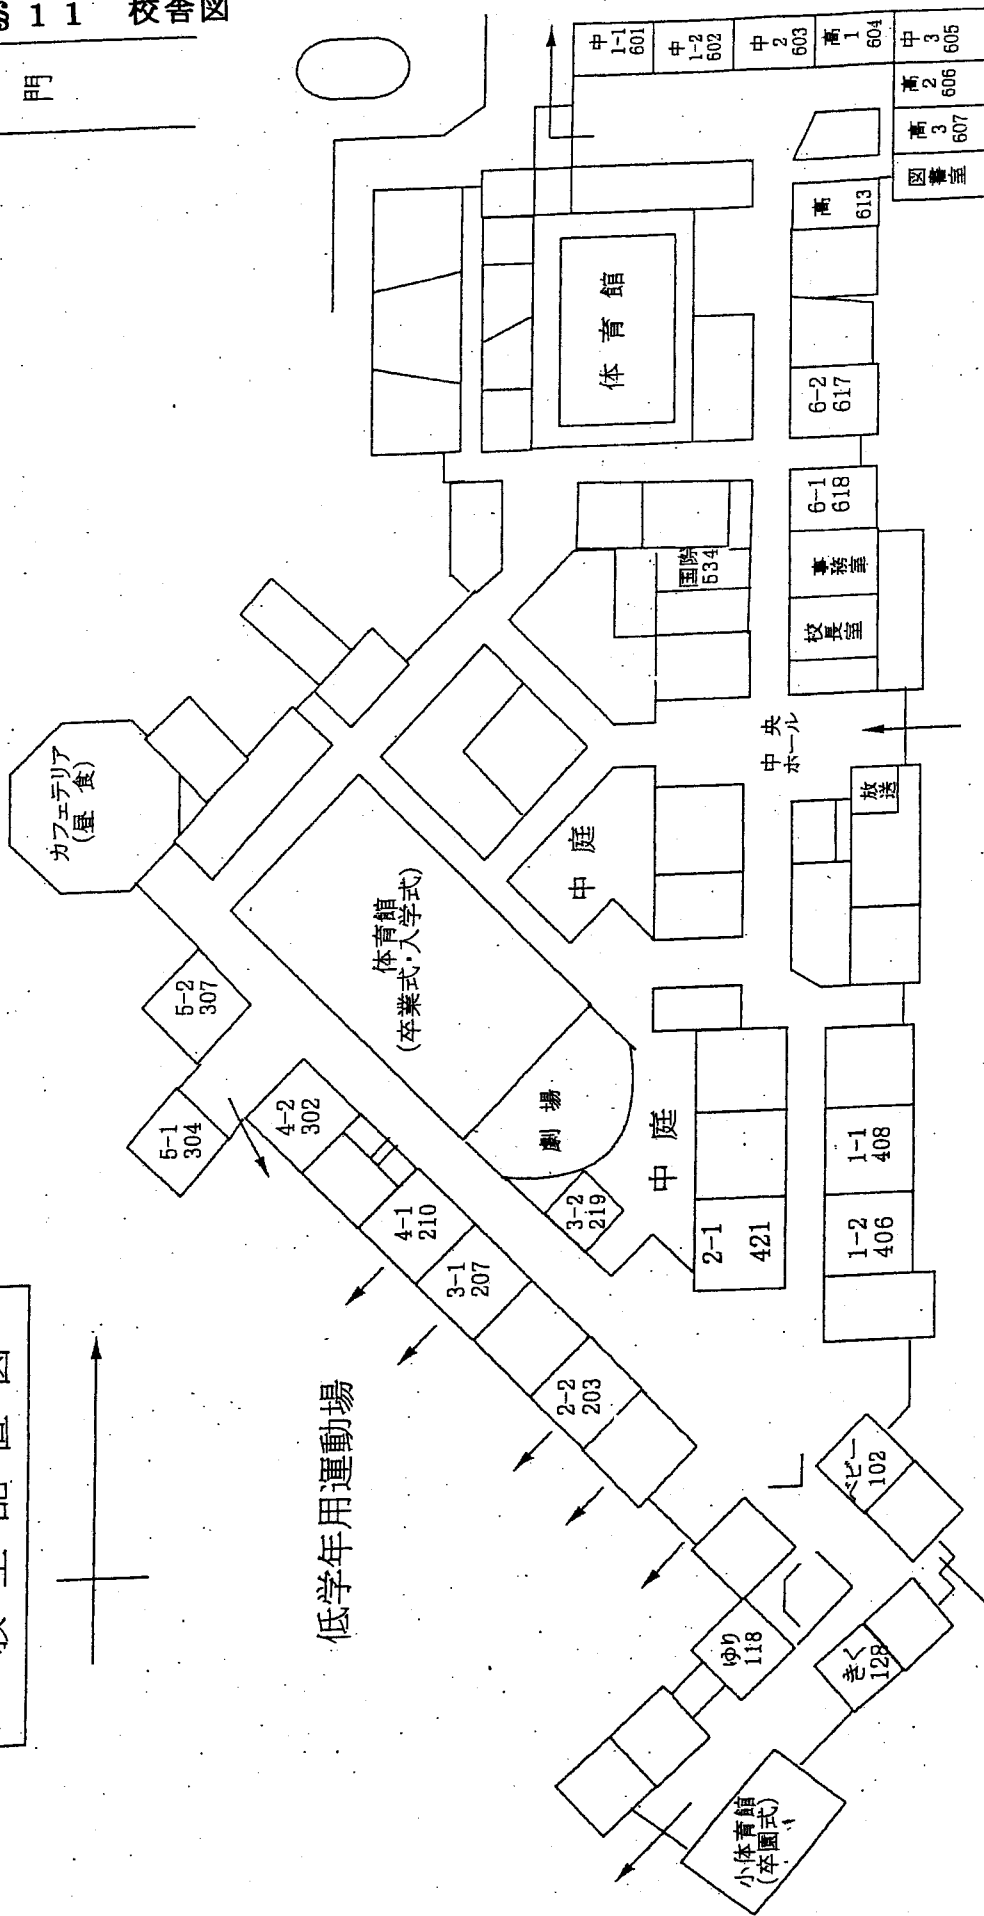 §11 校舎図
門
中
1-1
601
中
1-2
602
中
2
603
高
1
604
中
3
605
高
2
606
高
3
607
図書室
高
613
体育館
6-2
617
6-1
618
国際
534
事務室
校長室
中央
ホール
放送
カフェテリア
(昼 食)
体育館
(卒業式・入学式)
中庭
劇場
中庭
5-2
307
5-1
304
4-2
302
4-1
210
3-1
207
3-2
219
2-1
421
1-1
408
1-2
406
2-2
203
低学年用運動場
ベビー
102
ゆり
118
きく
128
小体育館
(卒園式)